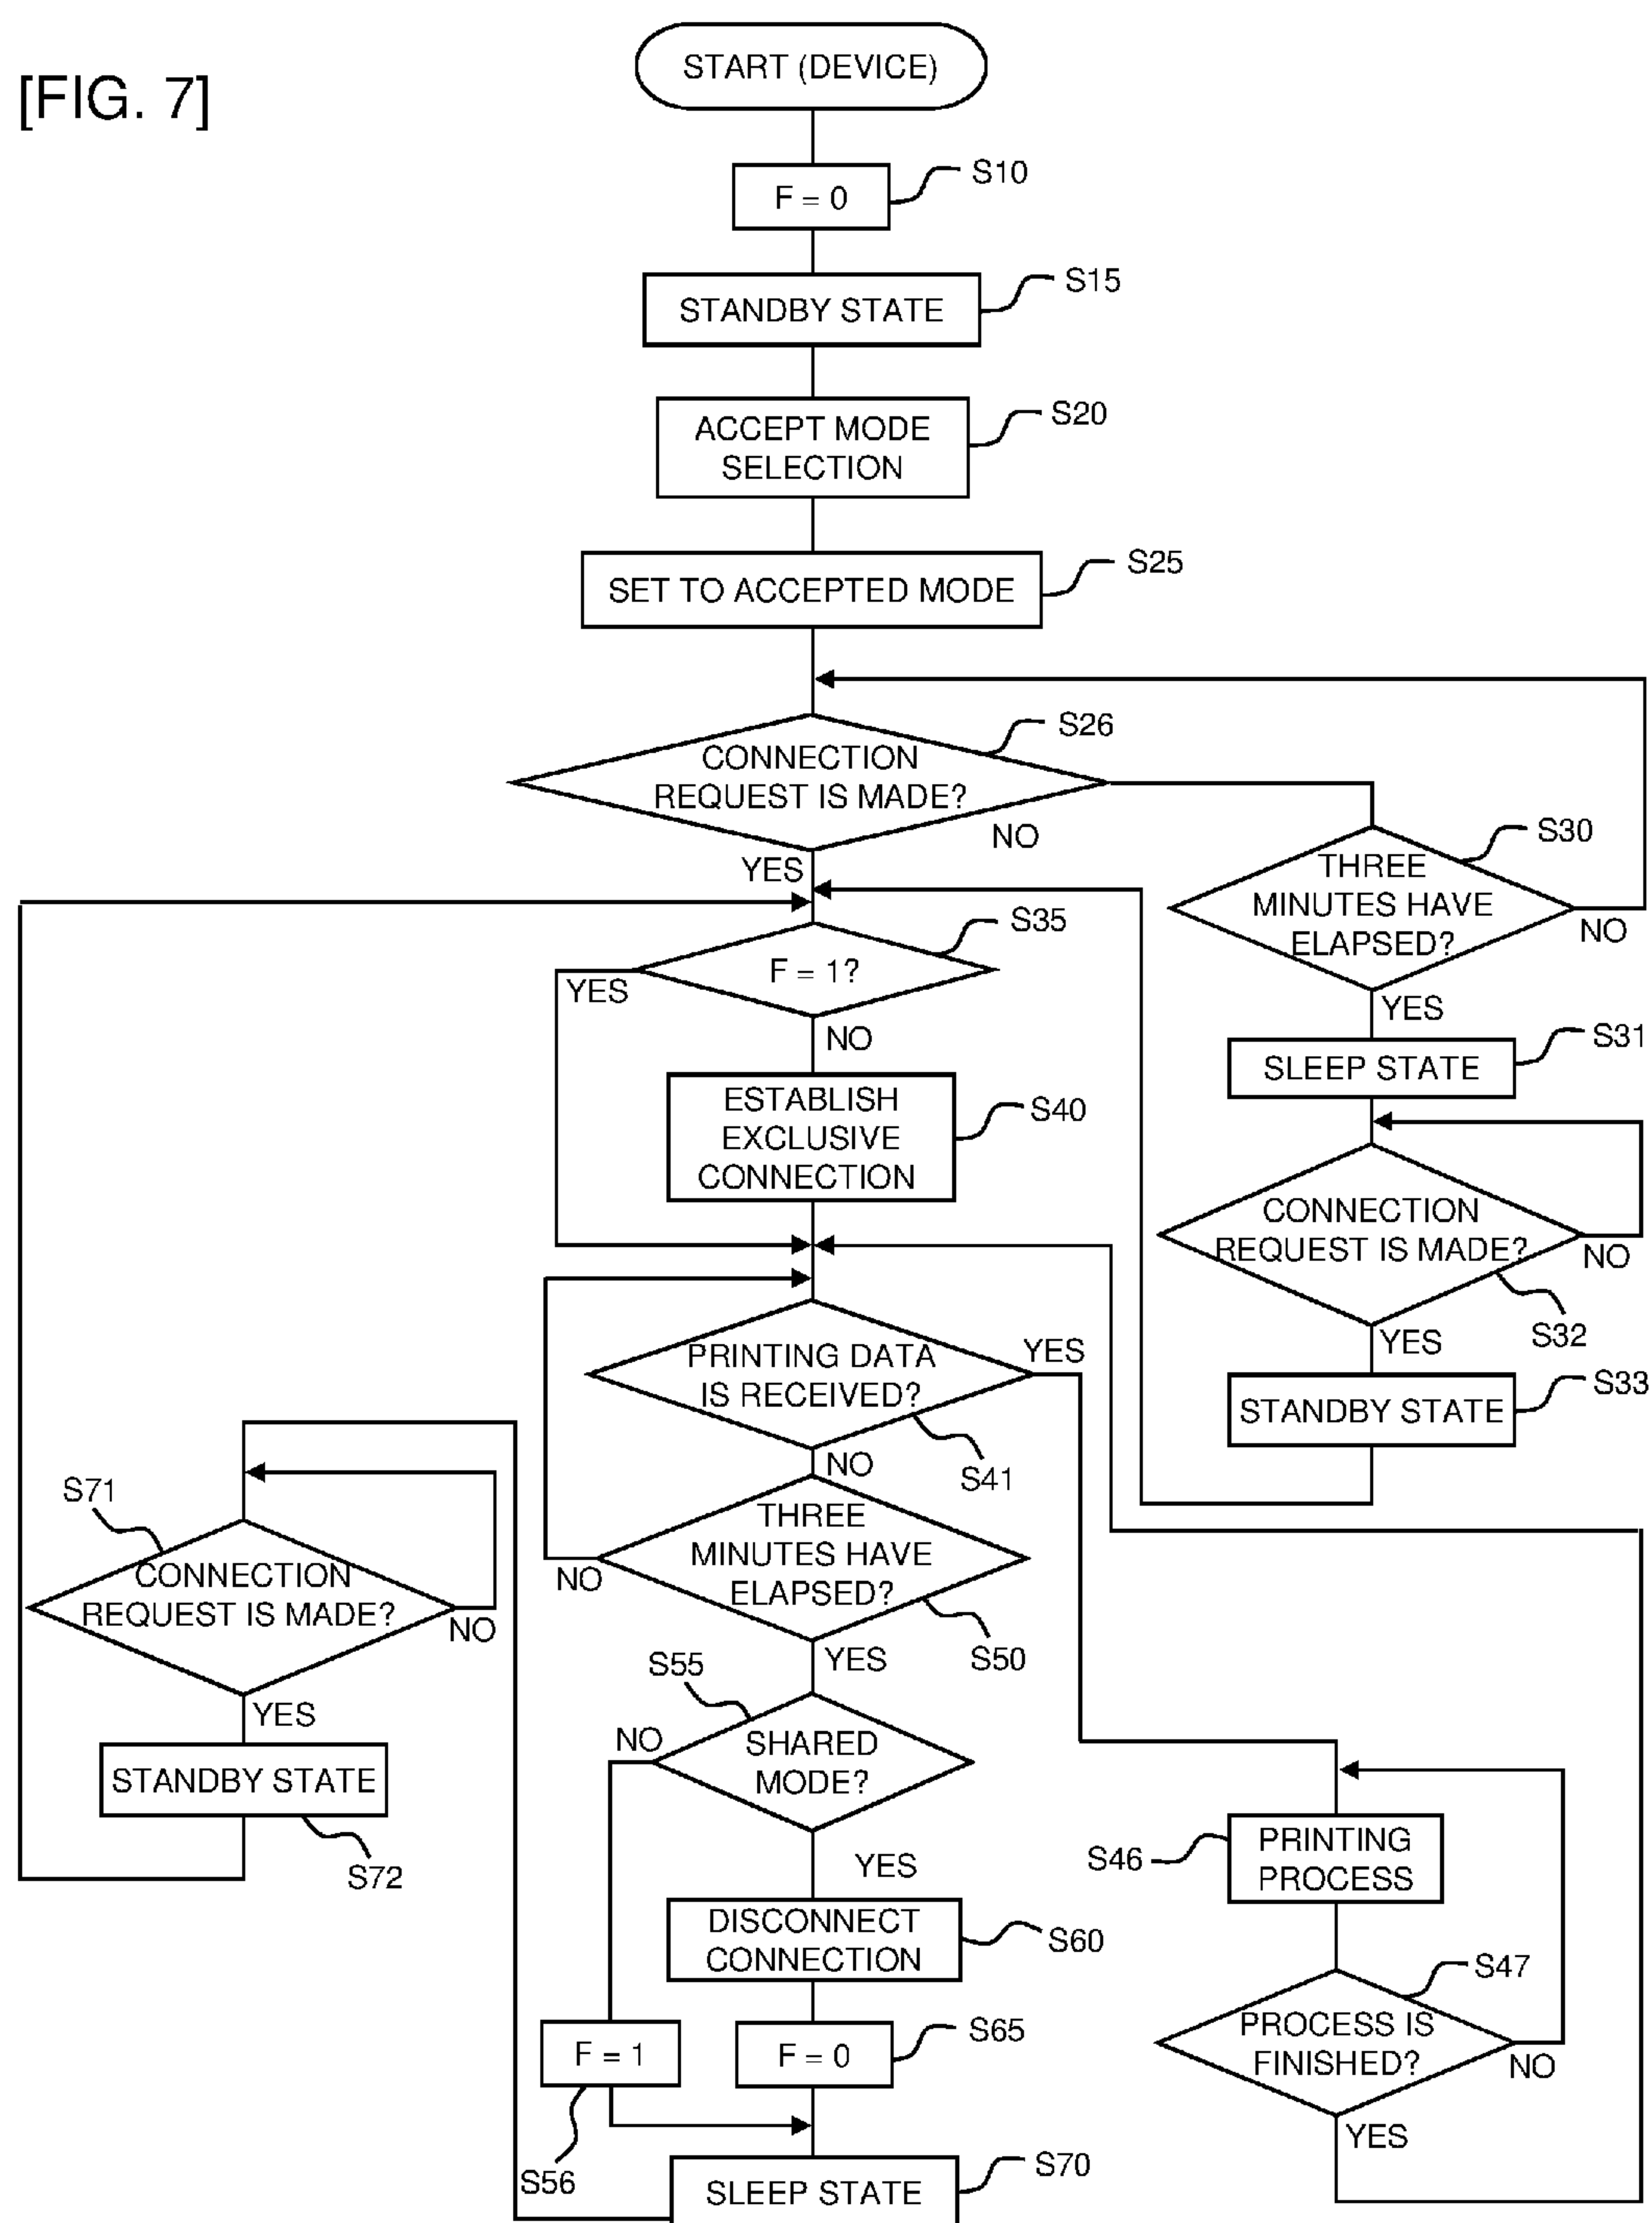 [FIG. 7]
START (DEVICE)
F = 0
S10
STANDBY STATE
S15
ACCEPT MODE
SELECTION
S20
SET TO ACCEPTED MODE
S25
CONNECTION
REQUEST IS MADE?
S26
NO
YES
THREE
MINUTES HAVE
ELAPSED?
S30
NO
YES
SLEEP STATE
S31
CONNECTION
REQUEST IS MADE?
NO
S32
YES
STANDBY STATE
S33
F = 1?
S35
YES
NO
ESTABLISH
EXCLUSIVE
CONNECTION
S40
PRINTING DATA
IS RECEIVED?
YES
S41
NO
THREE
MINUTES HAVE
ELAPSED?
NO
S50
YES
S55
SHARED
MODE?
NO
YES
DISCONNECT
CONNECTION
S60
F = 1
S56
F = 0
S65
SLEEP STATE
S70
S71
CONNECTION
REQUEST IS MADE?
NO
YES
STANDBY STATE
S72
S46
PRINTING
PROCESS
S47
PROCESS IS
FINISHED?
NO
YES